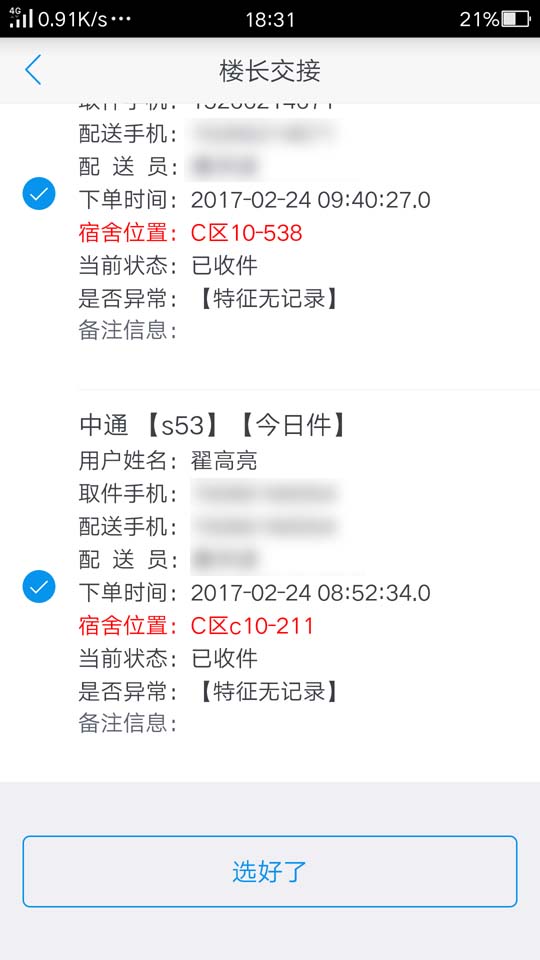 4G 0.91K/s··· 18:31 21%
楼长交接
配送手机：
配 送 员：
下单时间：2017-02-24 09:40:27.0
宿舍位置：C区10-538
当前状态：已收件
是否异常：【特征无记录】
备注信息：
中通【s53】【今日件】
用户姓名：翟高亮
取件手机：
配送手机：
配 送 员：
下单时间：2017-02-24 08:52:34.0
宿舍位置：C区c10-211
当前状态：已收件
是否异常：【特征无记录】
备注信息：
选好了